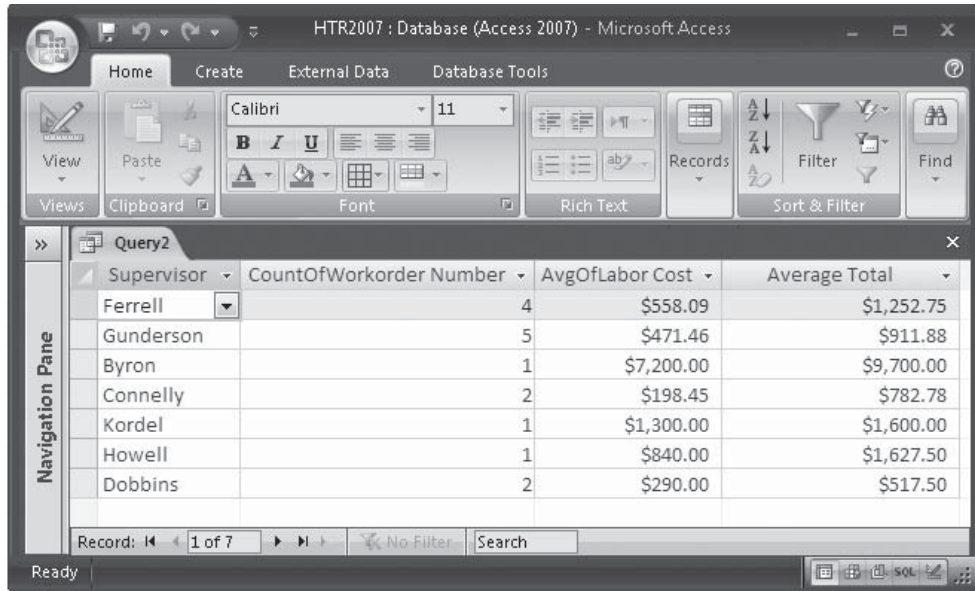 HTR2007 : Database (Access 2007) - Microsoft Access
Home Create External Data Database Tools
Calibri 11
B I U
A
ab
View Paste Records Filter Find
Views Clipboard Font Rich Text Sort & Filter
Query2
Supervisor CountOfWorkorder Number AvgOfLabor Cost Average Total
Ferrell 4 $558.09 $1,252.75
Gunderson 5 $471.46 $911.88
Byron 1 $7,200.00 $9,700.00
Connelly 2 $198.45 $782.78
Kordel 1 $1,300.00 $1,600.00
Howell 1 $840.00 $1,627.50
Dobbins 2 $290.00 $517.50
Navigation Pane
Record: 1 of 7 No Filter Search
Ready SQL